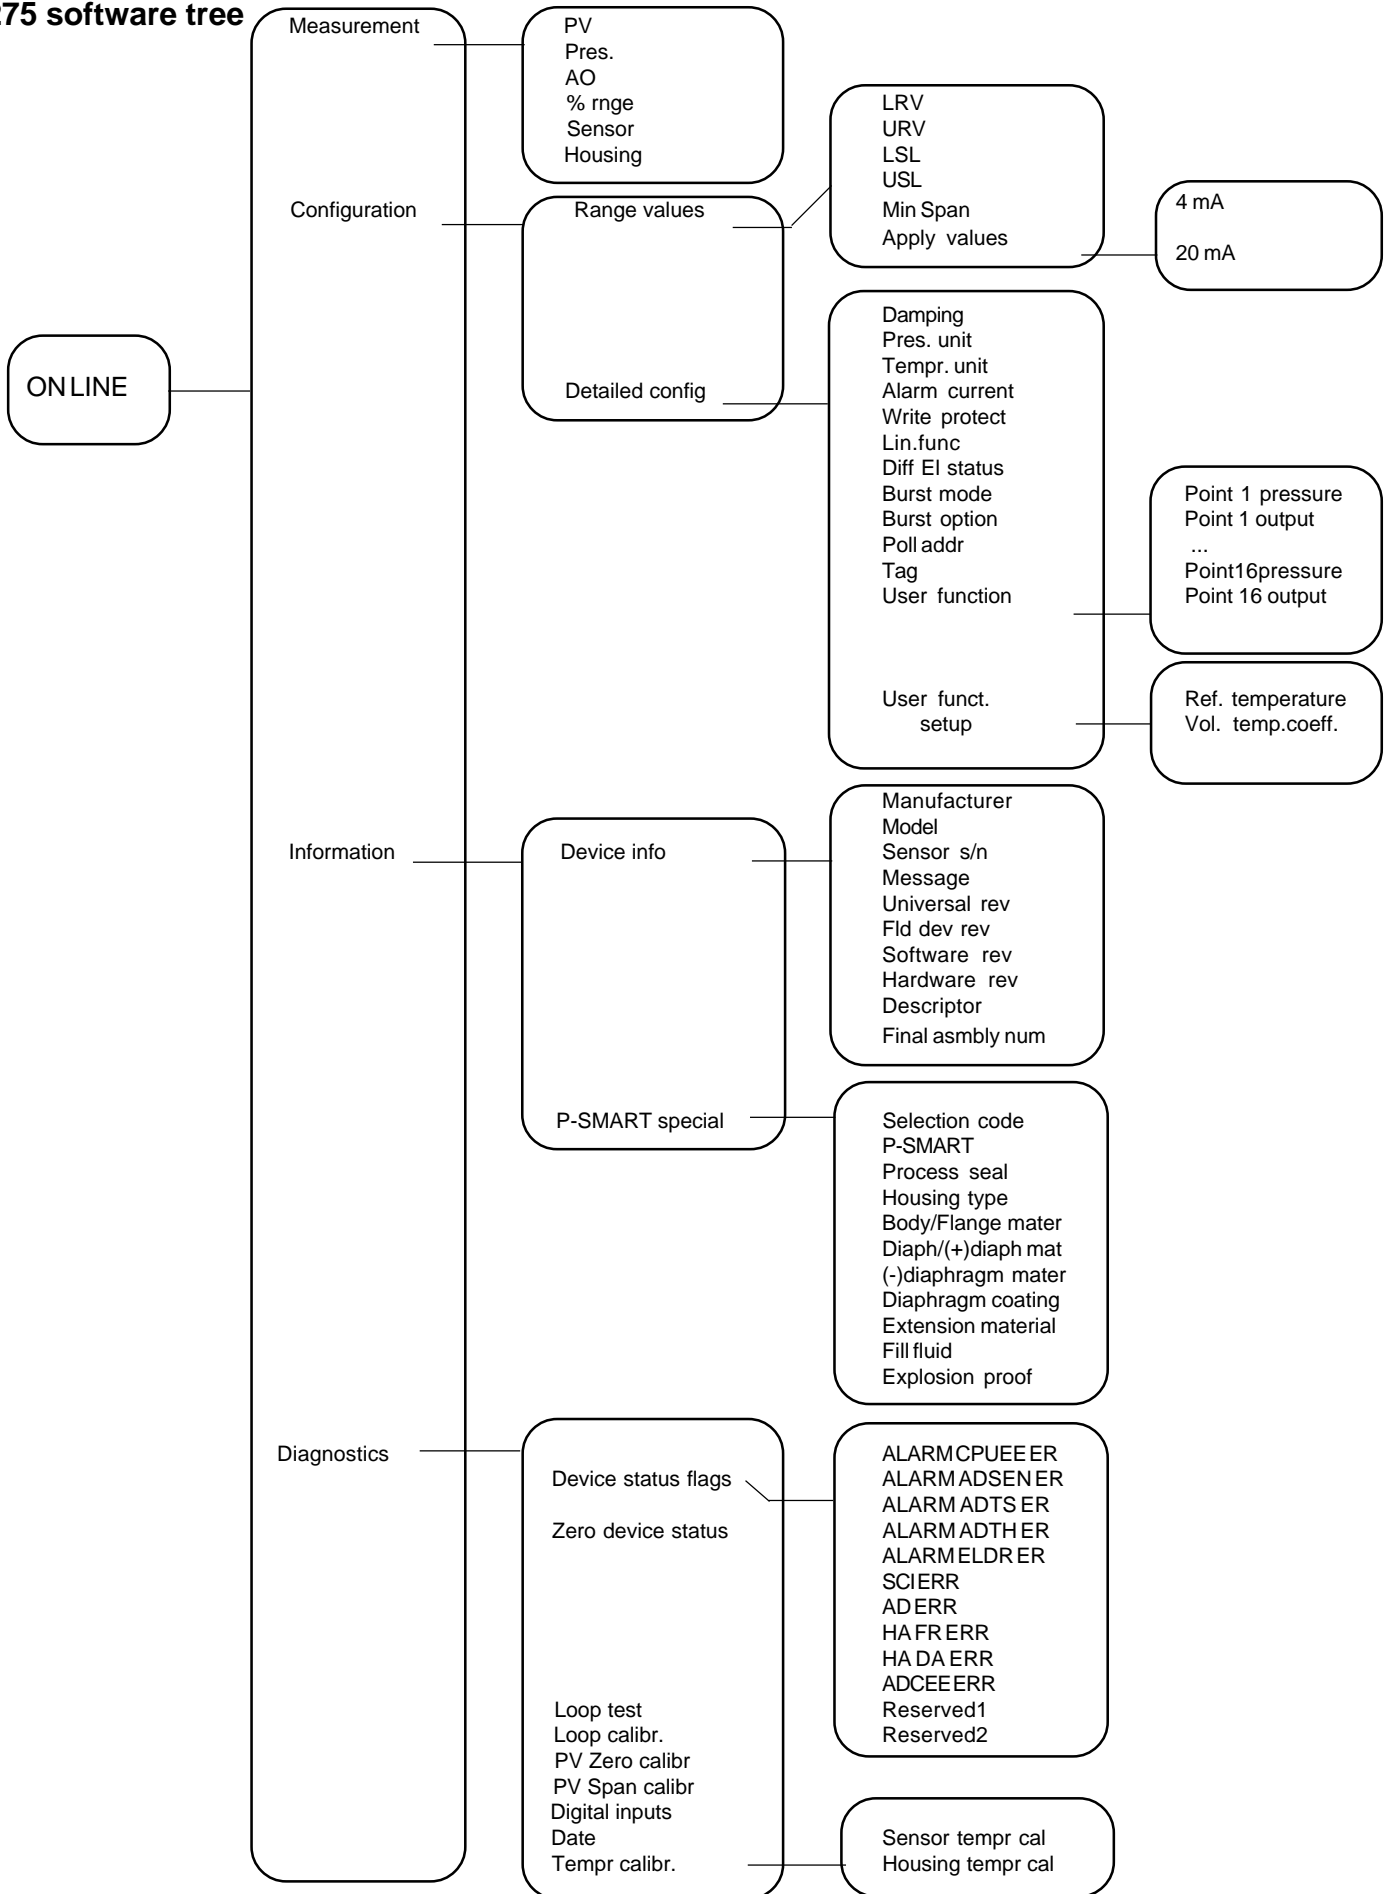 275 software tree
ONLINE
Measurement
Configuration
Information
Diagnostics
PV
Pres.
AO
% rnge
Sensor
Housing
Range values
Detailed config
LRV
URV
LSL
USL
Min Span
Apply values
4 mA
20 mA
Damping
Pres. unit
Tempr. unit
Alarm current
Write protect
Lin.func
Diff EI status
Burst mode
Burst option
Poll addr
Tag
User function
User funct.
setup
Point 1 pressure
Point 1 output
...
Point16pressure
Point 16 output
Ref. temperature
Vol. temp.coeff.
Device info
P-SMART special
Manufacturer
Model
Sensor s/n
Message
Universal rev
Fld dev rev
Software rev
Hardware rev
Descriptor
Final asmbly num
Selection code
P-SMART
Process seal
Housing type
Body/Flange mater
Diaph/(+)diaph mat
(-)diaphragm mater
Diaphragm coating
Extension material
Fill fluid
Explosion proof
Device status flags
Zero device status
Loop test
Loop calibr.
PV Zero calibr
PV Span calibr
Digital inputs
Date
Tempr calibr.
ALARM CPUEE ER
ALARM ADSEN ER
ALARM ADTS ER
ALARM ADTH ER
ALARM ELDR ER
SCI ERR
AD ERR
HA FR ERR
HA DA ERR
ADCEE ERR
Reserved1
Reserved2
Sensor tempr cal
Housing tempr cal